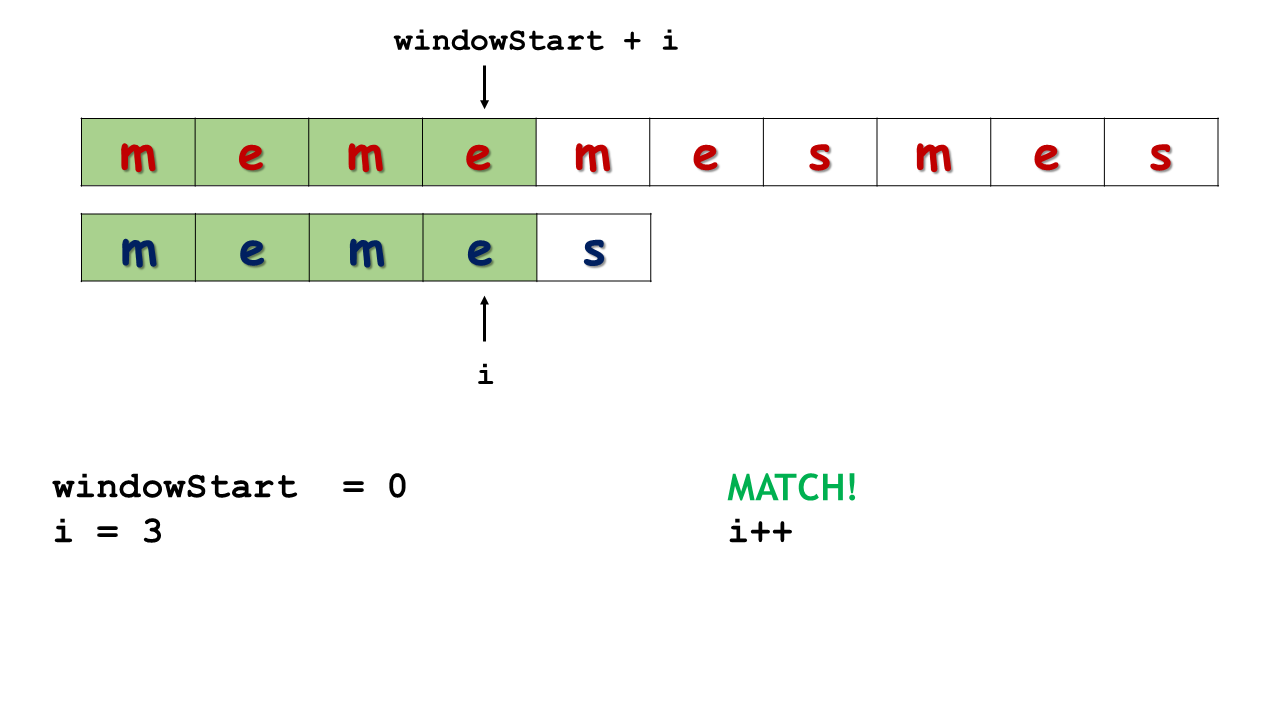 windowStart + i
m e m e m e s m e s
m e m e s
i
windowStart = 0
MATCH!
i = 3
i++